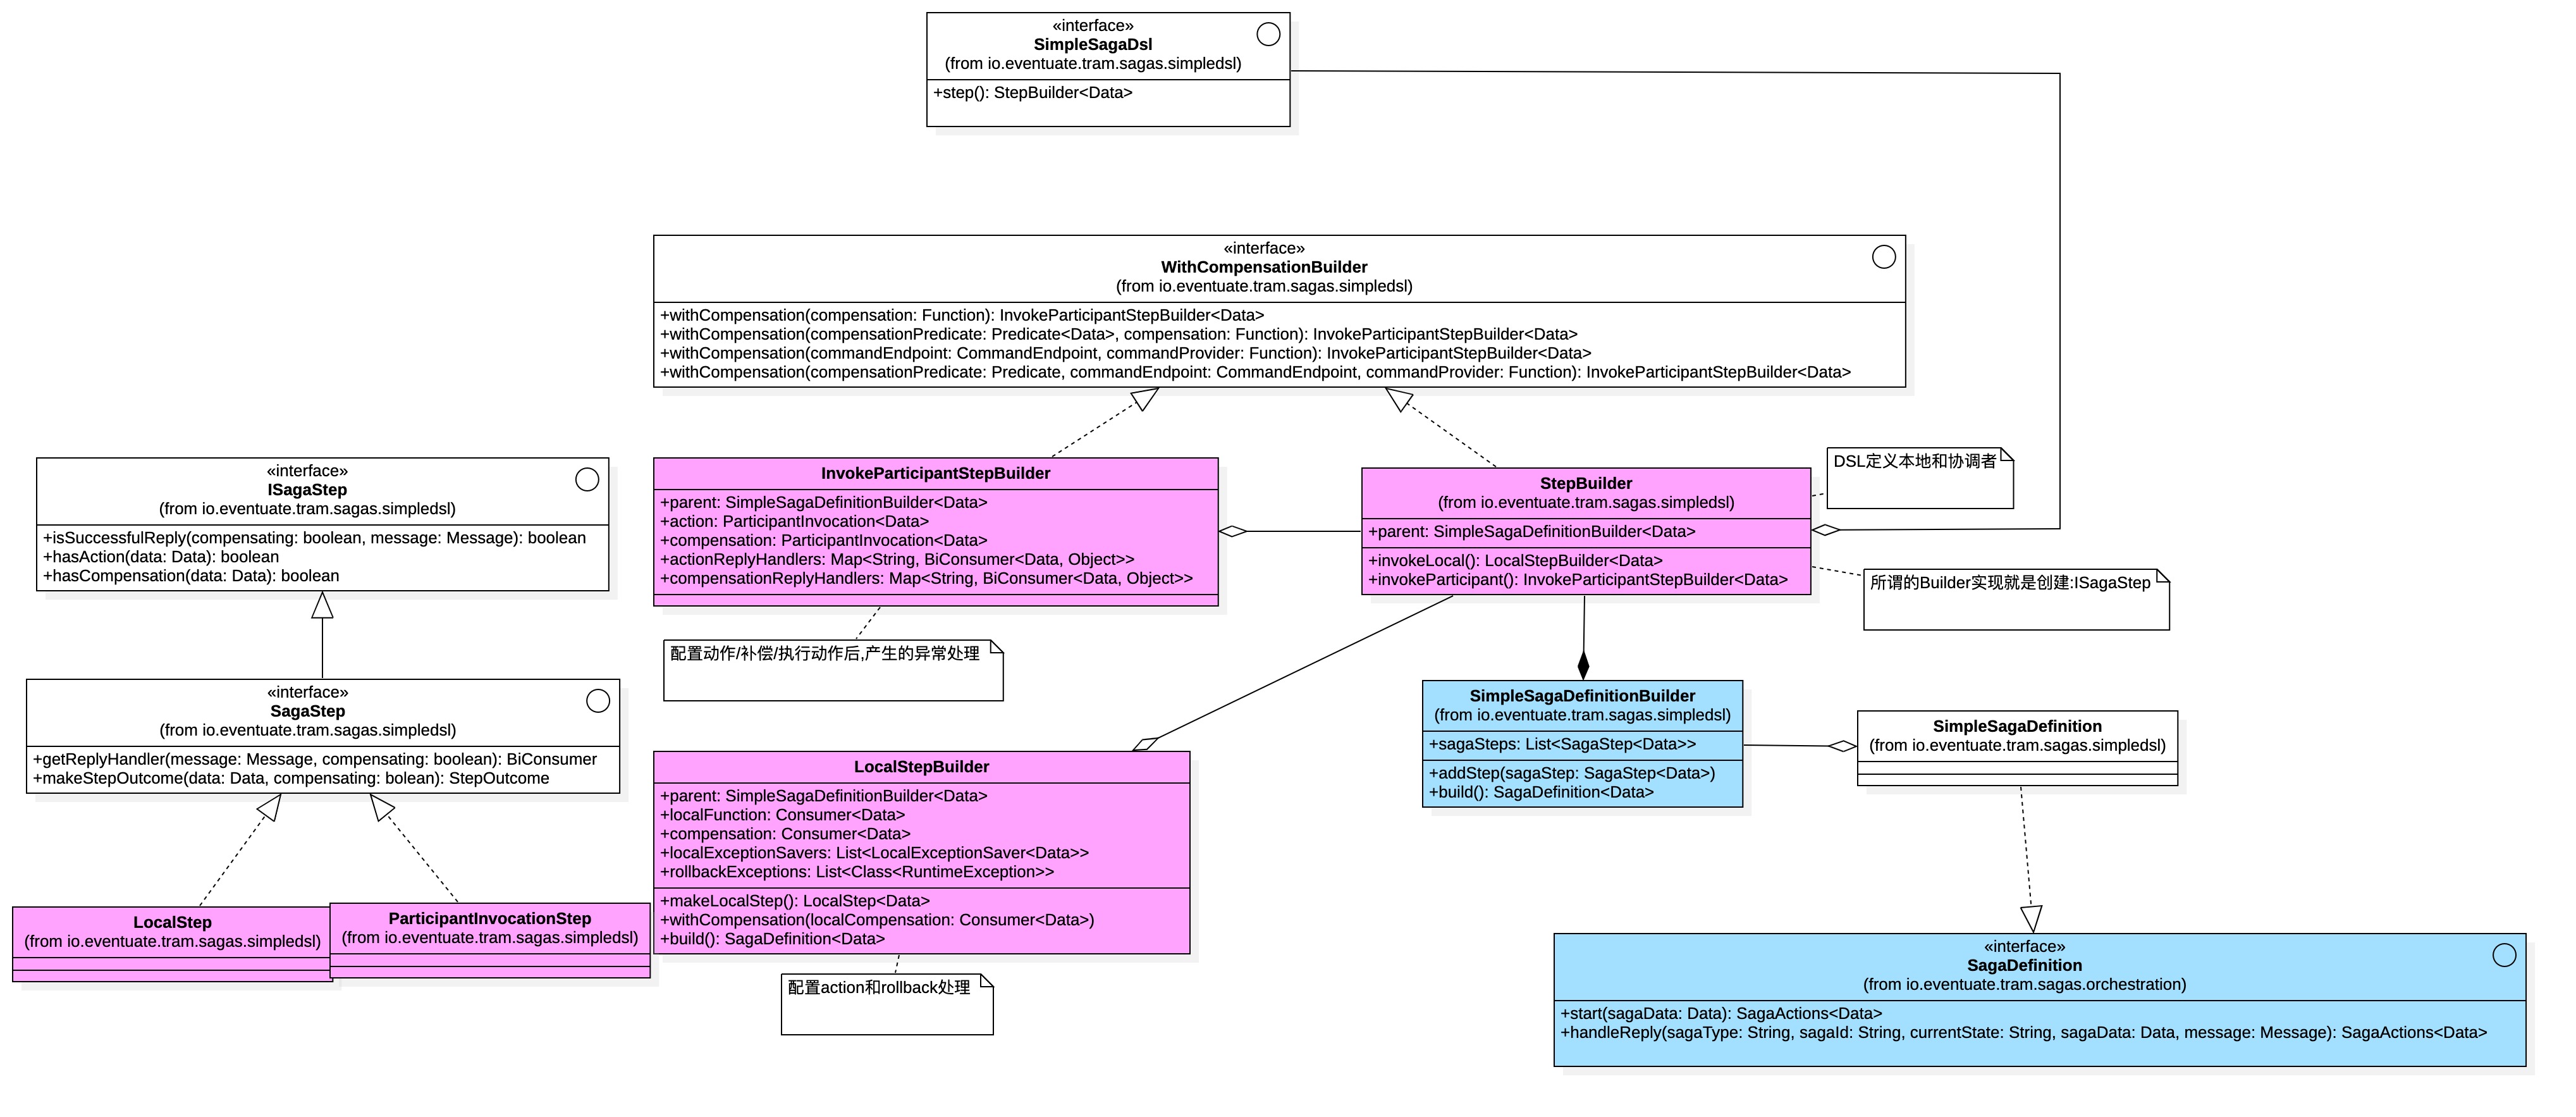 «interface»
SimpleSagaDsl
(from io.eventuate.tram.sagas.simpledsl)
+step(): StepBuilder<Data>
«interface»
WithCompensationBuilder
(from io.eventuate.tram.sagas.simpledsl)
+withCompensation(compensation: Function): InvokeParticipantStepBuilder<Data>
+withCompensation(compensationPredicate: Predicate<Data>, compensation: Function): InvokeParticipantStepBuilder<Data>
+withCompensation(commandEndpoint: CommandEndpoint, commandProvider: Function): InvokeParticipantStepBuilder<Data>
+withCompensation(compensationPredicate: Predicate, commandEndpoint: CommandEndpoint, commandProvider: Function): InvokeParticipantStepBuilder<Data>
«interface»
ISagaStep
(from io.eventuate.tram.sagas.simpledsl)
+isSuccessfulReply(compensating: boolean, message: Message): boolean
+hasAction(data: Data): boolean
+hasCompensation(data: Data): boolean
InvokeParticipantStepBuilder
+parent: SimpleSagaDefinitionBuilder<Data>
+action: ParticipantInvocation<Data>
+compensation: ParticipantInvocation<Data>
+actionReplyHandlers: Map<String, BiConsumer<Data, Object>>
+compensationReplyHandlers: Map<String, BiConsumer<Data, Object>>
StepBuilder
(from io.eventuate.tram.sagas.simpledsl)
+parent: SimpleSagaDefinitionBuilder<Data>
+invokeLocal(): LocalStepBuilder<Data>
+invokeParticipant(): InvokeParticipantStepBuilder<Data>
DSL定义本地和协调者
所谓的Builder实现就是创建:ISagaStep
配置动作/补偿/执行动作后,产生的异常处理
«interface»
SagaStep
(from io.eventuate.tram.sagas.simpledsl)
+getReplyHandler(message: Message, compensating: boolean): BiConsumer
+makeStepOutcome(data: Data, compensating: bolean): StepOutcome
SimpleSagaDefinitionBuilder
(from io.eventuate.tram.sagas.simpledsl)
+sagaSteps: List<SagaStep<Data>>
+addStep(sagaStep: SagaStep<Data>)
+build(): SagaDefinition<Data>
SimpleSagaDefinition
(from io.eventuate.tram.sagas.simpledsl)
LocalStepBuilder
+parent: SimpleSagaDefinitionBuilder<Data>
+localFunction: Consumer<Data>
+compensation: Consumer<Data>
+localExceptionSavers: List<LocalExceptionSaver<Data>>
+rollbackExceptions: List<Class<RuntimeException>>
+makeLocalStep(): LocalStep<Data>
+withCompensation(localCompensation: Consumer<Data>)
+build(): SagaDefinition<Data>
LocalStep
(from io.eventuate.tram.sagas.simpledsl)
ParticipantInvocationStep
(from io.eventuate.tram.sagas.simpledsl)
配置action和rollback处理
«interface»
SagaDefinition
(from io.eventuate.tram.sagas.orchestration)
+start(sagaData: Data): SagaActions<Data>
+handleReply(sagaType: String, sagaId: String, currentState: String, sagaData: Data, message: Message): SagaActions<Data>